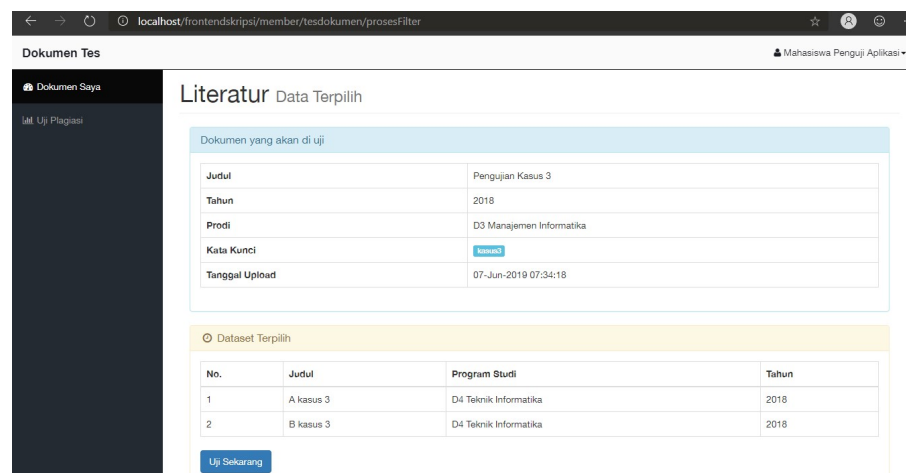 localhost/frontendskripsi/member/tesdokumen/prosesFilter
Dokumen Tes
Mahasiswa Penguji Aplikasi
Dokumen Saya
Uji Plagiasi
Literatur Data Terpilih
Dokumen yang akan di uji
Judul Pengujian Kasus 3
Tahun 2018
Prodi D3 Manajemen Informatika
Kata Kunci kasus3
Tanggal Upload 07-Jun-2019 07:34:18
Dataset Terpilih
No. Judul Program Studi Tahun
1 A kasus 3 D4 Teknik Informatika 2018
2 B kasus 3 D4 Teknik Informatika 2018
Uji Sekarang